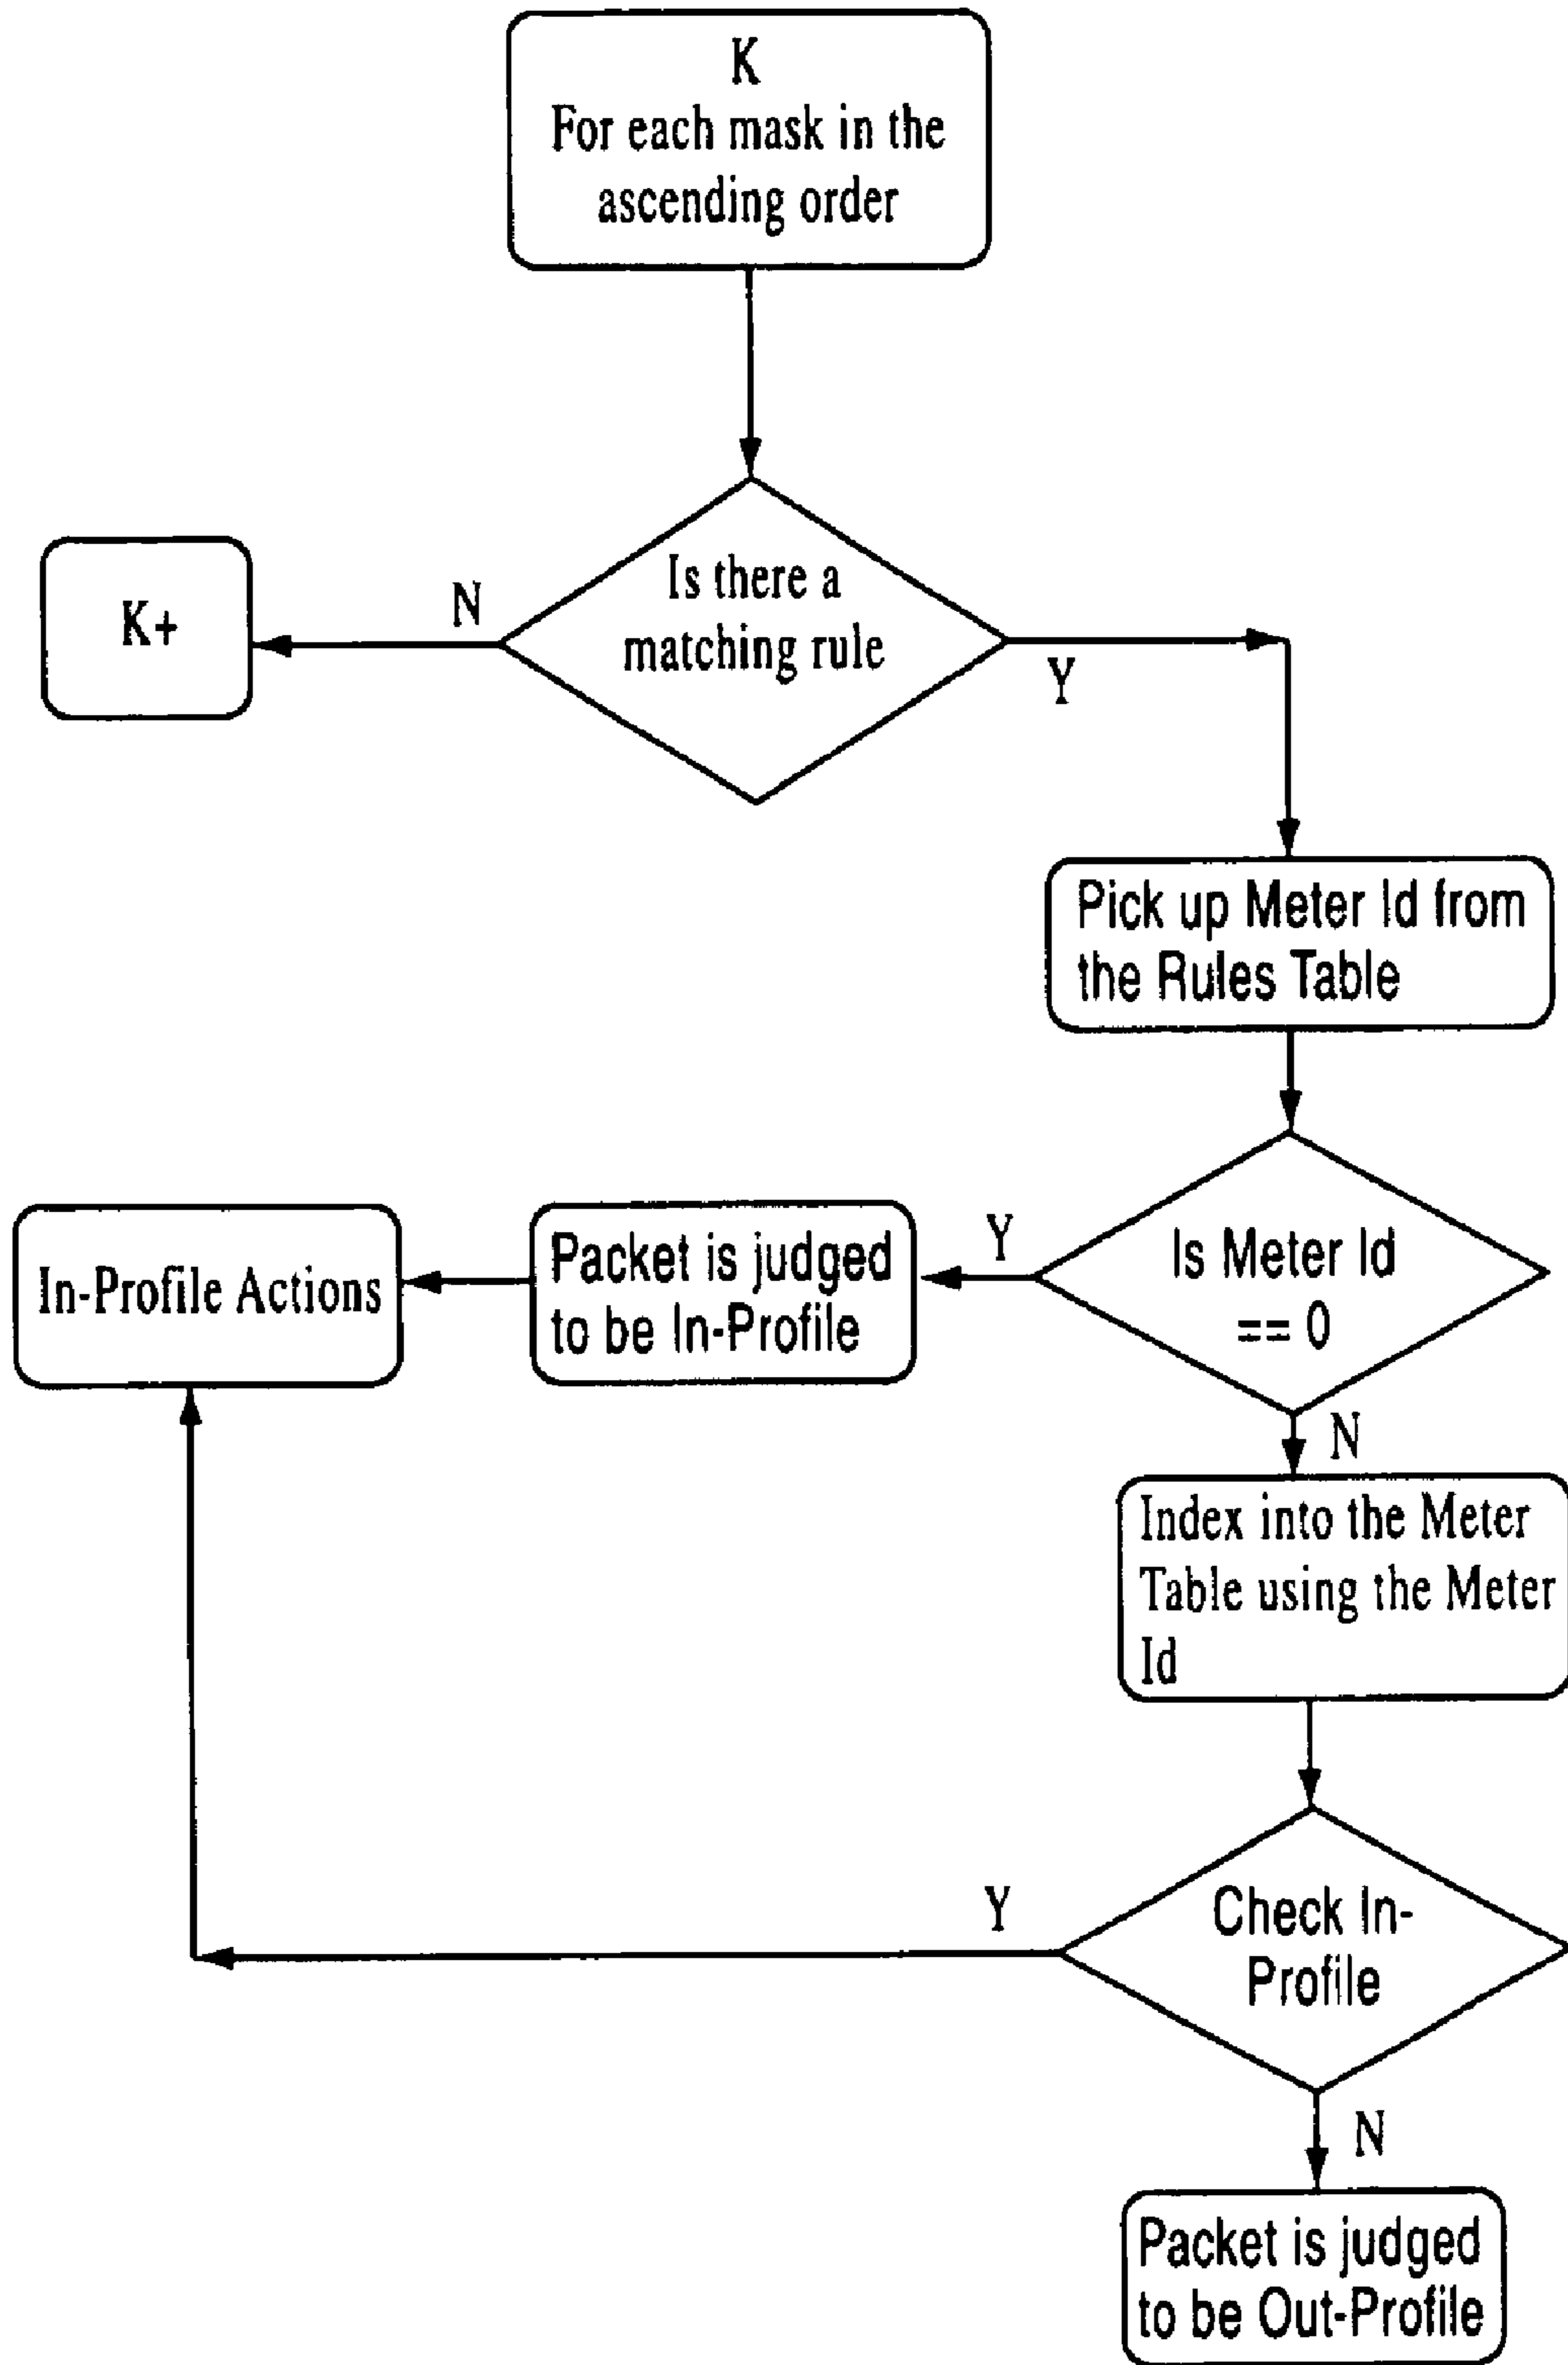 K
For each mask in the
ascending order
Is there a
matching rule
N
K+
Y
Pick up Meter Id from
the Rules Table
Is Meter Id
== 0
Y
Packet is judged
to be In-Profile
In-Profile Actions
N
Index into the Meter
Table using the Meter
Id
Check In-
Profile
Y
N
Packet is judged
to be Out-Profile